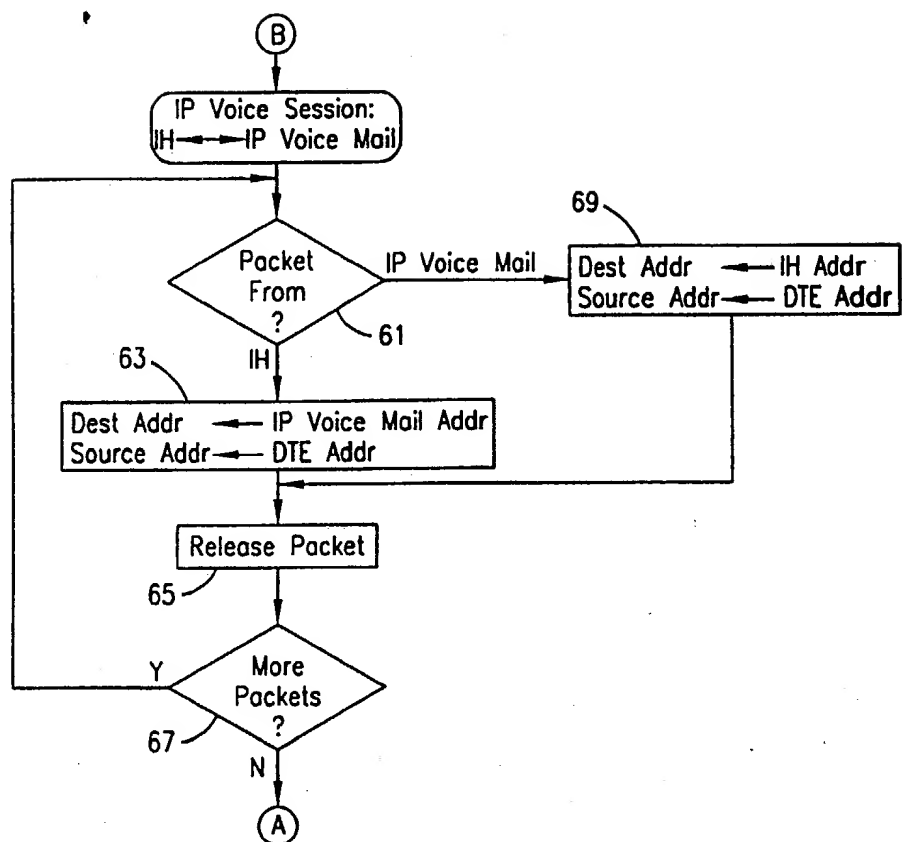 B
IP Voice Session:
IH↔IP Voice Mail
69
Packet
From
?
IP Voice Mail
Dest Addr ← IH Addr
Source Addr ← DTE Addr
61
IH
63
Dest Addr ← IP Voice Mail Addr
Source Addr ← DTE Addr
Release Packet
65
Y
More
Packets
?
67
N
A